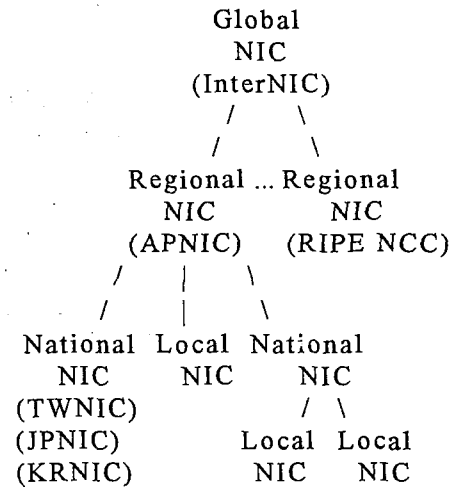 Global
NIC
(InterNIC)
/ \
/ \
Regional ... Regional
NIC NIC
(APNIC) (RIPE NCC)
/ | \
/ | \
National Local National
NIC NIC NIC
(TWNIC) / \
(JPNIC) Local Local
(KRNIC) NIC NIC